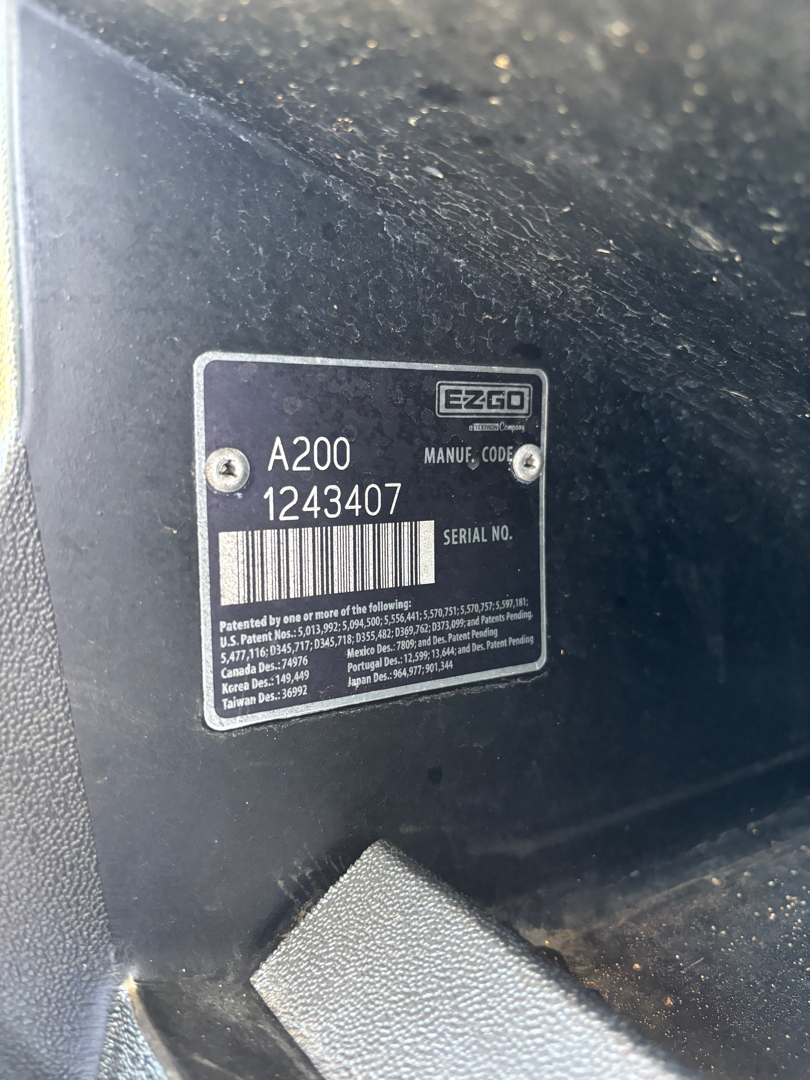 E-Z-GO
a TEXTRON Company
A200
MANUF. CODE
1243407
SERIAL NO.
Patented by one or more of the following:
U.S. Patent Nos.: 5,013,992; 5,094,500; 5,556,441; 5,570,751; 5,570,757; 5,597,181;
5,477,116; D345,717; D345,718; D355,482; D369,762; D373,099; and Patents Pending.
Canada Des.: 74976
Mexico Des.: 7809; and Des. Patent Pending
Korea Des.: 149,449
Portugal Des.: 12,599; 13,644; and Des. Patent Pending
Taiwan Des.: 36992
Japan Des.: 964,977; 901,344